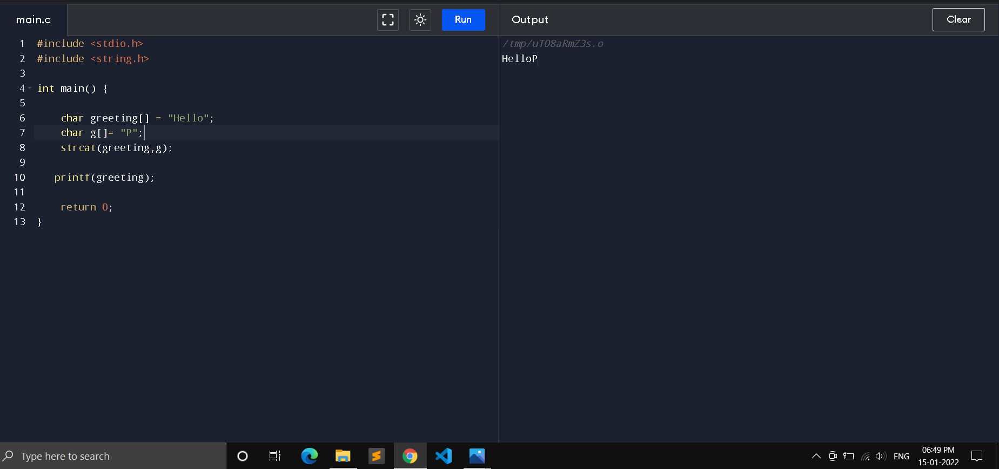 main.c
Run
Output
Clear
1 #include <stdio.h>
2 #include <string.h>
3
4 int main() {
5
6     char greeting[] = "Hello";
7     char g[]= "P";
8     strcat(greeting,g);
9
10    printf(greeting);
11
12     return 0;
13 }
/tmp/uTO8aRmZ3s.o
HelloP
Type here to search
ENG
06:49 PM
15-01-2022